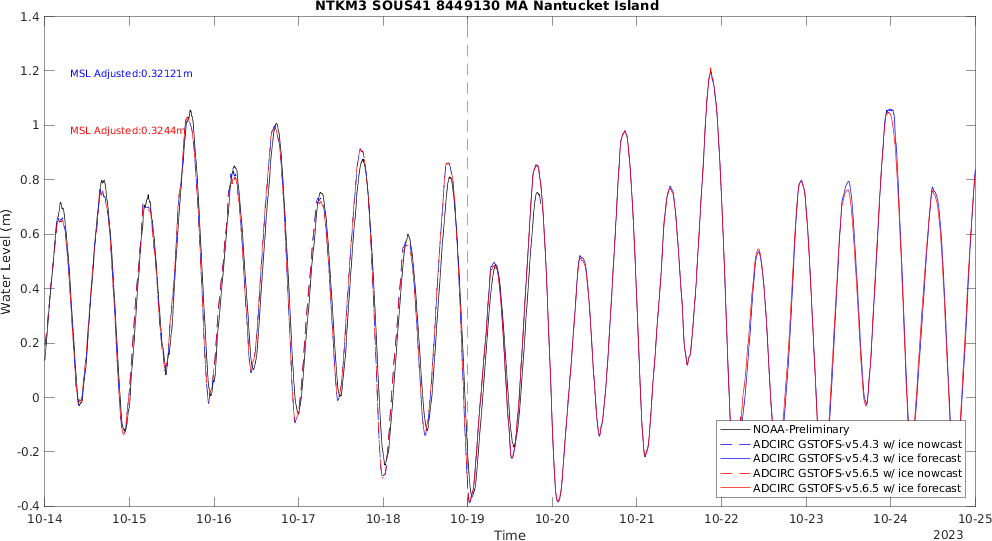 NTKM3 SOUS41 8449130 MA Nantucket Island
1.4
1.2
1
0.8
0.6
0.4
0.2
0
-0.2
-0.4
Water Level (m)
MSL Adjusted:0.32121m
MSL Adjusted:0.3244m
NOAA-Preliminary
ADCIRC GSTOFS-v5.4.3 w/ ice nowcast
ADCIRC GSTOFS-v5.4.3 w/ ice forecast
ADCIRC GSTOFS-v5.6.5 w/ ice nowcast
ADCIRC GSTOFS-v5.6.5 w/ ice forecast
10-14 10-15 10-16 10-17 10-18 10-19 10-20 10-21 10-22 10-23 10-24 10-25
Time
2023